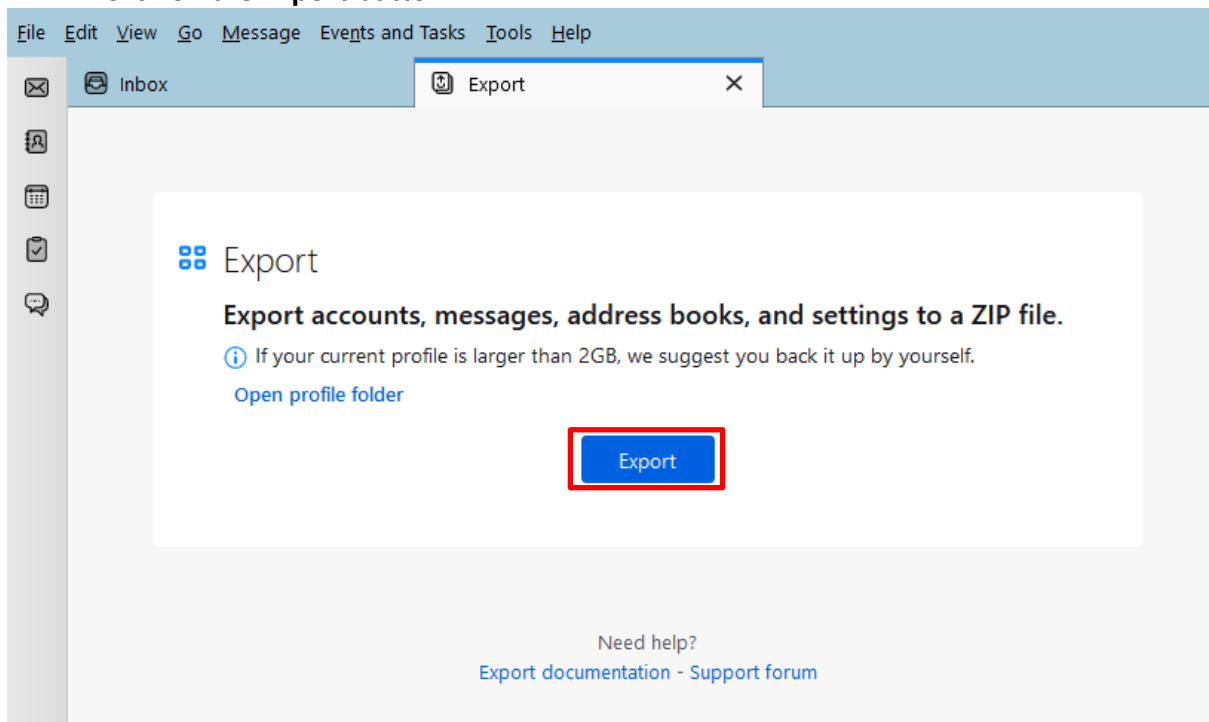 File Edit View Go Message Events and Tasks Tools Help
Inbox
Export
Export
Export accounts, messages, address books, and settings to a ZIP file.
If your current profile is larger than 2GB, we suggest you back it up by yourself.
Open profile folder
Export
Need help?
Export documentation - Support forum